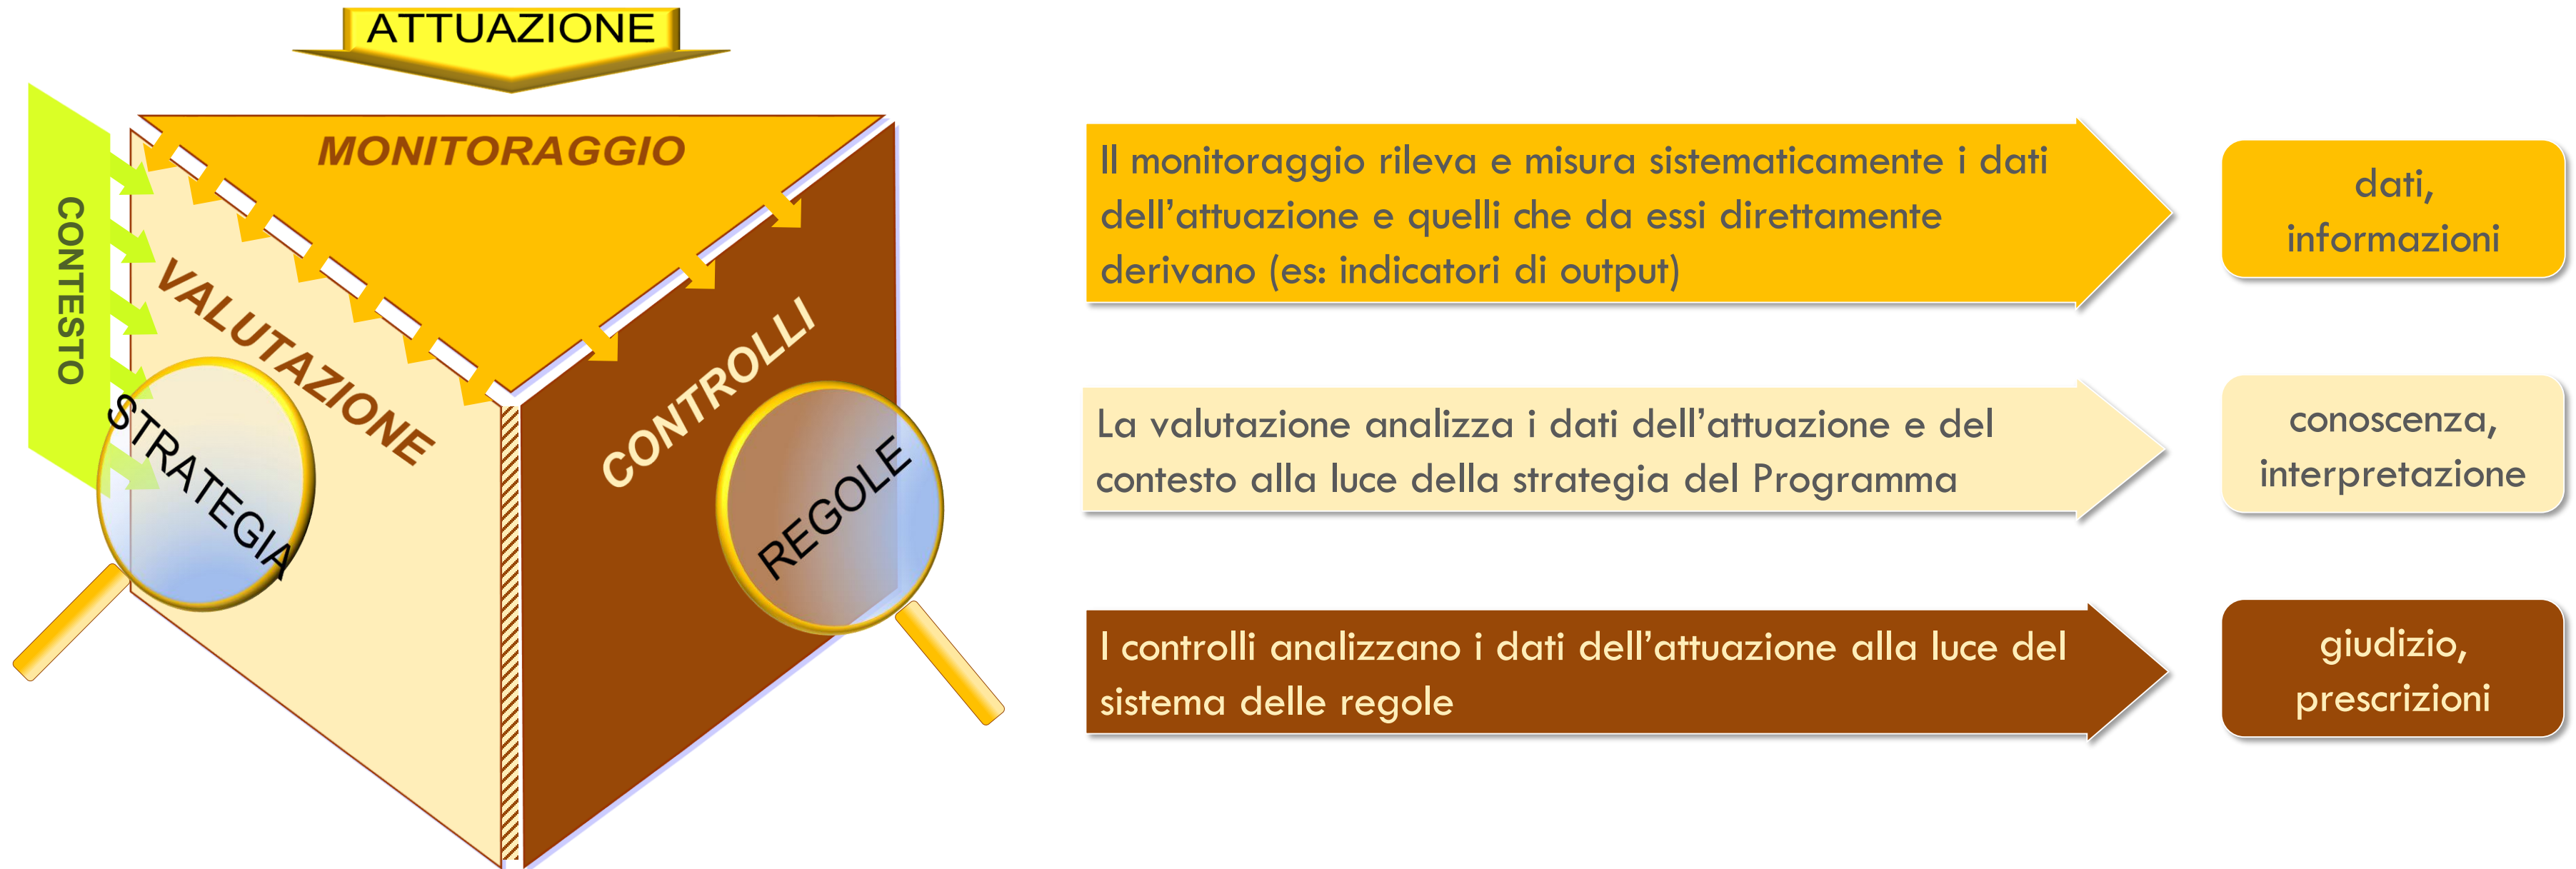 ATTUAZIONE
MONITORAGGIO
CONTESTO
VALUTAZIONE
CONTROLLI
STRATEGIA
REGOLE
Il monitoraggio rileva e misura sistematicamente i dati
dell’attuazione e quelli che da essi direttamente
derivano (es: indicatori di output)
dati,
informazioni
La valutazione analizza i dati dell’attuazione e del
contesto alla luce della strategia del Programma
conoscenza,
interpretazione
I controlli analizzano i dati dell’attuazione alla luce del
sistema delle regole
giudizio,
prescrizioni